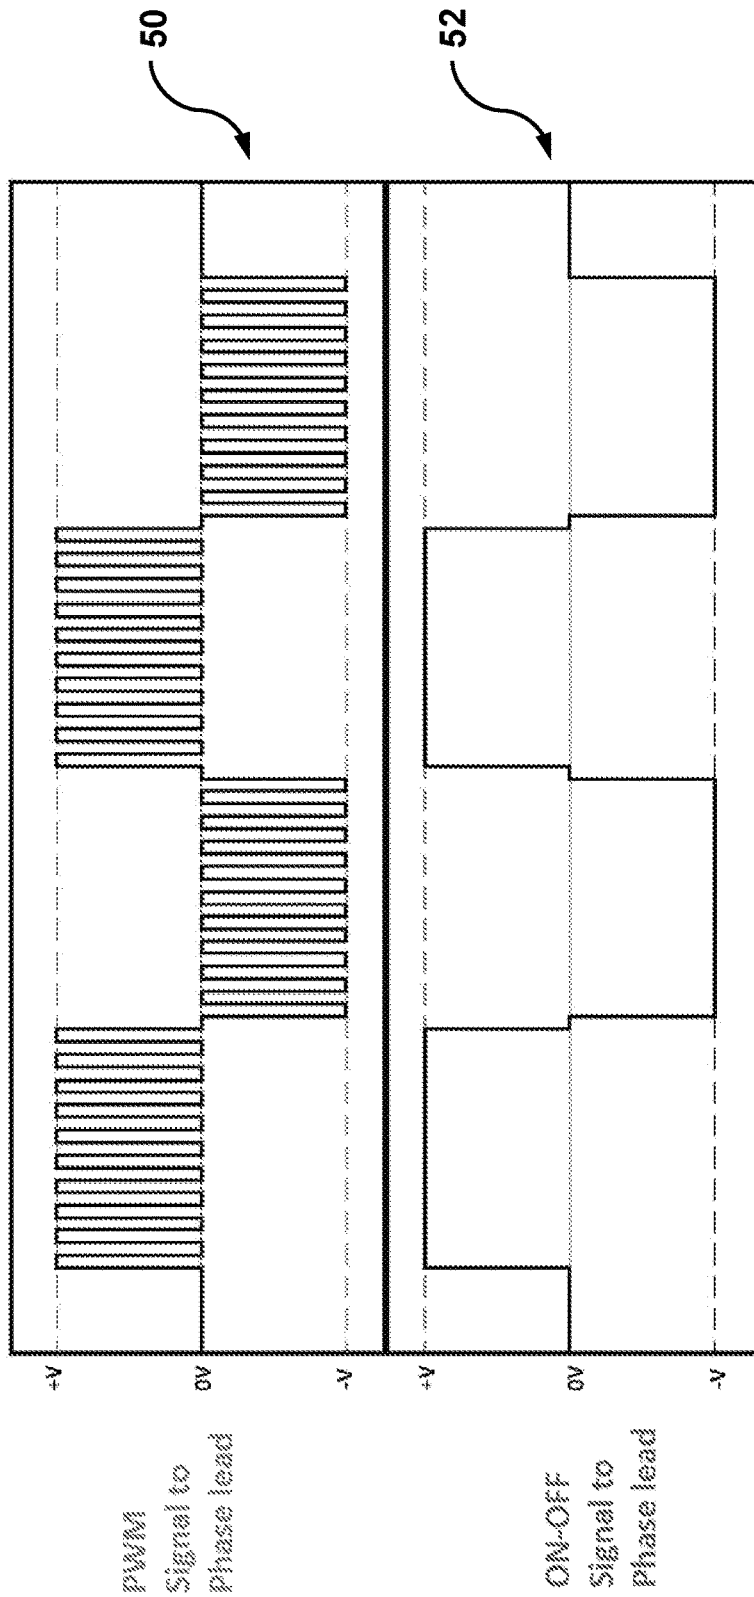 50
+V
0V
-V
PWM
Signal to
Phase lead
52
+V
0V
-V
ON-OFF
Signal to
Phase lead